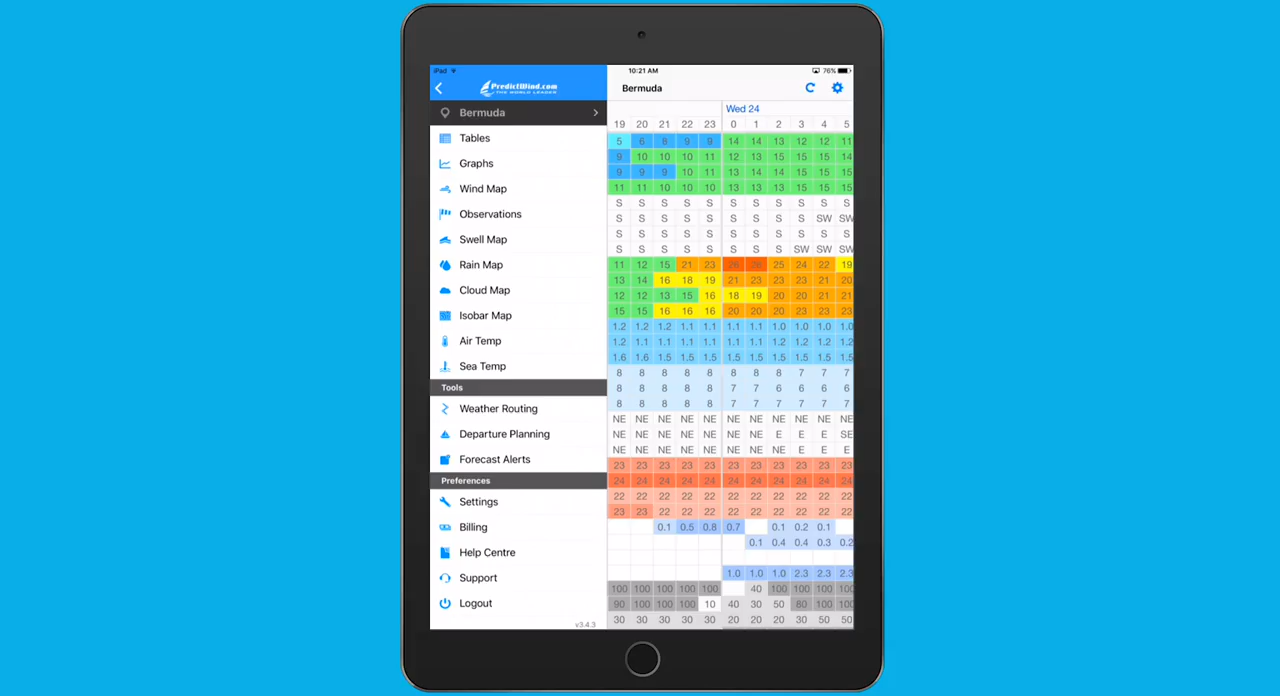 iPad
10:21 AM
76%
PredictWind.com
THE WORLD LEADER
Bermuda
Bermuda
Tables
Graphs
Wind Map
Observations
Swell Map
Rain Map
Cloud Map
Isobar Map
Air Temp
Sea Temp
Tools
Weather Routing
Departure Planning
Forecast Alerts
Preferences
Settings
Billing
Help Centre
Support
Logout
v3.4.3
Wed 24
19 20 21 22 23 0 1 2 3 4 5
5 6 8 9 9 14 14 13 12 12 11
9 10 10 10 11 12 13 15 15 15 14
9 9 9 10 11 13 14 14 15 15 15
11 11 10 10 10 13 13 13 15 15 15
S S S S S S S S S S S
S S S S S S S S S SW SW
S S S S S S S S S S S
S S S S S S S S SW SW SW
11 12 15 21 23 26 26 25 24 22 19
13 14 16 18 19 21 23 23 23 21 20
12 12 13 15 16 18 19 20 20 21 21
15 15 16 16 16 20 20 20 23 23 23
1.2 1.2 1.2 1.1 1.1 1.1 1.1 1.0 1.0 1.0 1.0
1.2 1.1 1.1 1.1 1.1 1.1 1.1 1.2 1.2 1.2 1.2
1.6 1.6 1.5 1.5 1.5 1.5 1.5 1.5 1.5 1.5 1.5
8 8 8 8 8 8 8 8 7 7 7
8 8 8 8 8 7 7 6 6 6 6
8 8 8 8 8 7 7 7 7 7 7
NE NE NE NE NE NE NE NE NE NE NE
NE NE NE NE NE NE NE E E E SE
NE NE NE NE NE NE NE NE E E E
23 23 23 23 23 23 23 23 23 23 23
24 24 24 24 24 24 24 24 24 24 24
22 22 22 22 22 22 22 22 22 22 22
23 23 22 22 22 22 22 22 22 22 22
0.1 0.5 0.8 0.7 0.1 0.2 0.1
0.1 0.4 0.4 0.3 0.2
1.0 1.0 1.0 2.3 2.3 2.3
100 100 100 100 100 40 100 100 100 100
90 100 100 100 10 40 30 50 80 100 100
30 30 30 30 30 20 20 20 30 50 50